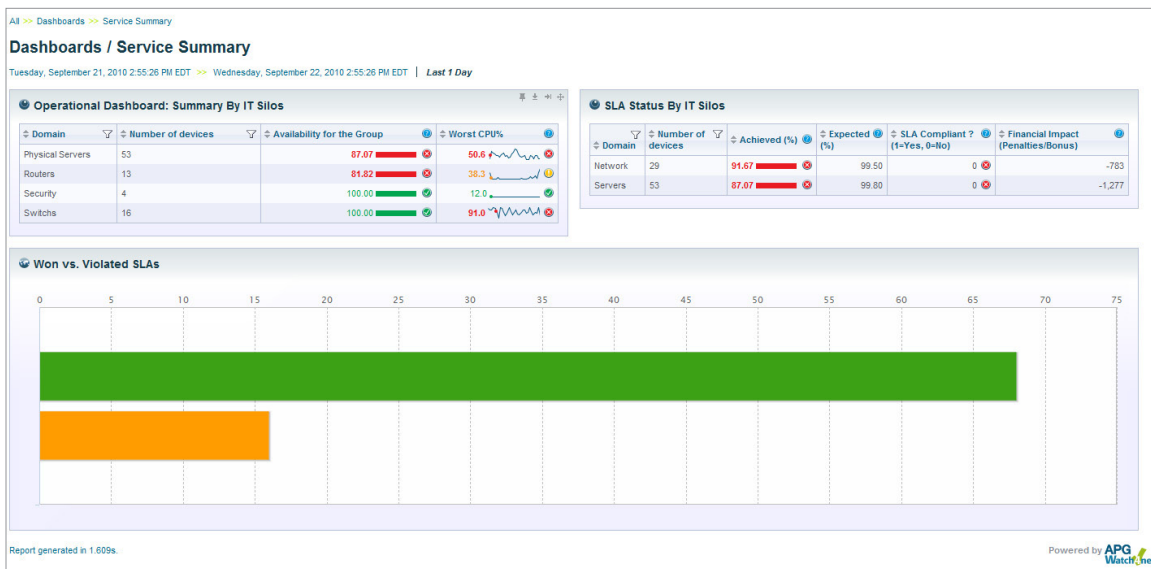 All >> Dashboards >> Service Summary
Dashboards / Service Summary
Tuesday, September 21, 2010 2:55:26 PM EDT >> Wednesday, September 22, 2010 2:55:26 PM EDT | Last 1 Day
Operational Dashboard: Summary By IT Silos
Domain Number of devices Availability for the Group Worst CPU%
Physical Servers 53 87.07 50.6
Routers 13 81.82 38.3
Security 4 100.00 12.0
Switchs 16 100.00 91.0
SLA Status By IT Silos
Domain Number of devices Achieved (%) Expected (%) SLA Compliant ? (1=Yes, 0=No) Financial Impact (Penalties/Bonus)
Network 29 91.67 99.50 0 -783
Servers 53 87.07 99.80 0 -1,277
Won vs. Violated SLAs
0 5 10 15 20 25 30 35 40 45 50 55 60 65 70 75
Report generated in 1.609s.
Powered by APG
Watch4net